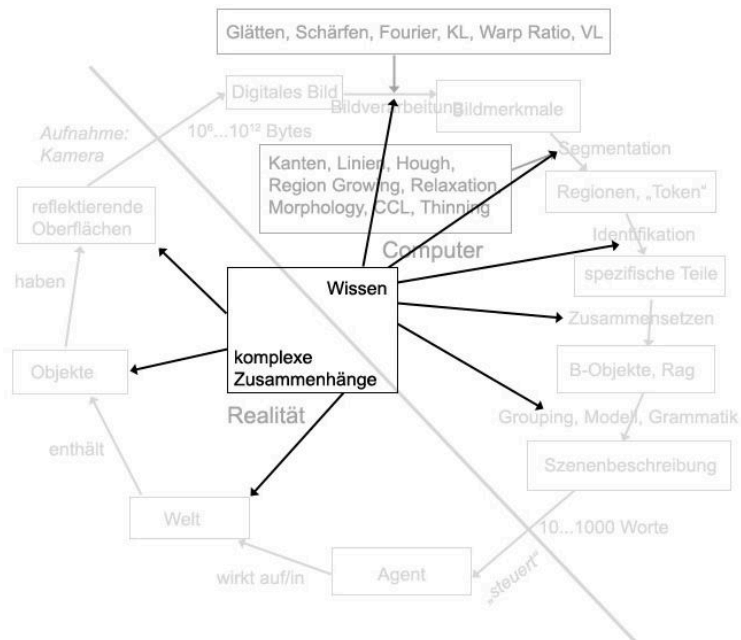 Glätten, Schärfen, Fourier, KL, Warp Ratio, VL
Digitales Bild
Bildverarbeitung
Bildmerkmale
Aufnahme:
Kamera
10⁶...10¹² Bytes
Segmentation
Kanten, Linien, Hough,
Region Growing, Relaxation
Morphology, CCL, Thinning
Regionen, „Token“
reflektierende
Oberflächen
Identifikation
Computer
spezifische Teile
haben
Wissen
Zusammensetzen
komplexe
Zusammenhänge
Objekte
B-Objekte, Rag
Realität
Grouping, Modell, Grammatik
enthält
Szenenbeschreibung
Welt
10...1000 Worte
wirkt auf/in
Agent
„steuert“